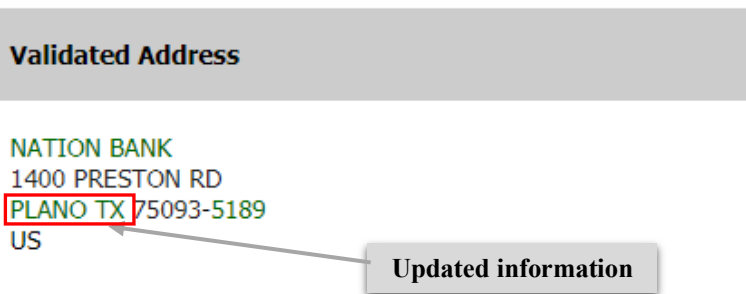 Validated Address
NATION BANK
1400 PRESTON RD
PLANO TX 75093-5189
US
Updated information